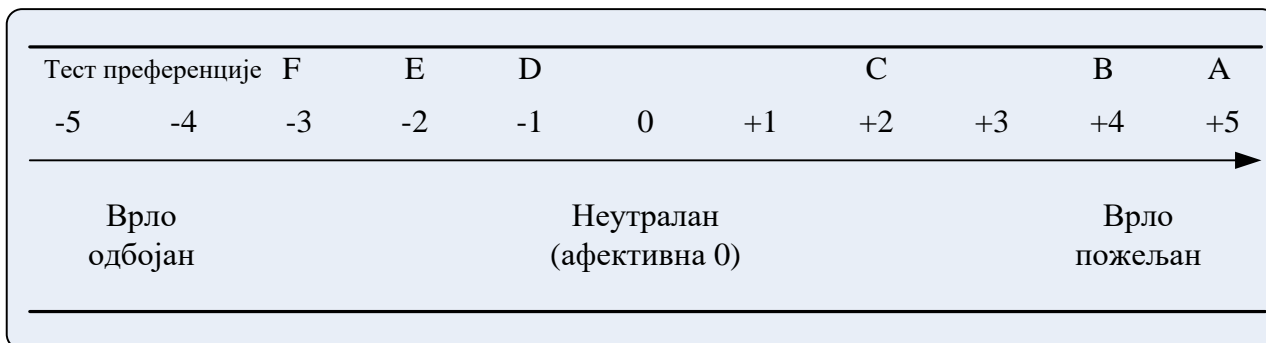 Тест преференције F E D C B A
-5 -4 -3 -2 -1 0 +1 +2 +3 +4 +5
Врло Неутралан Врло
одбојан (афективна 0) пожељан